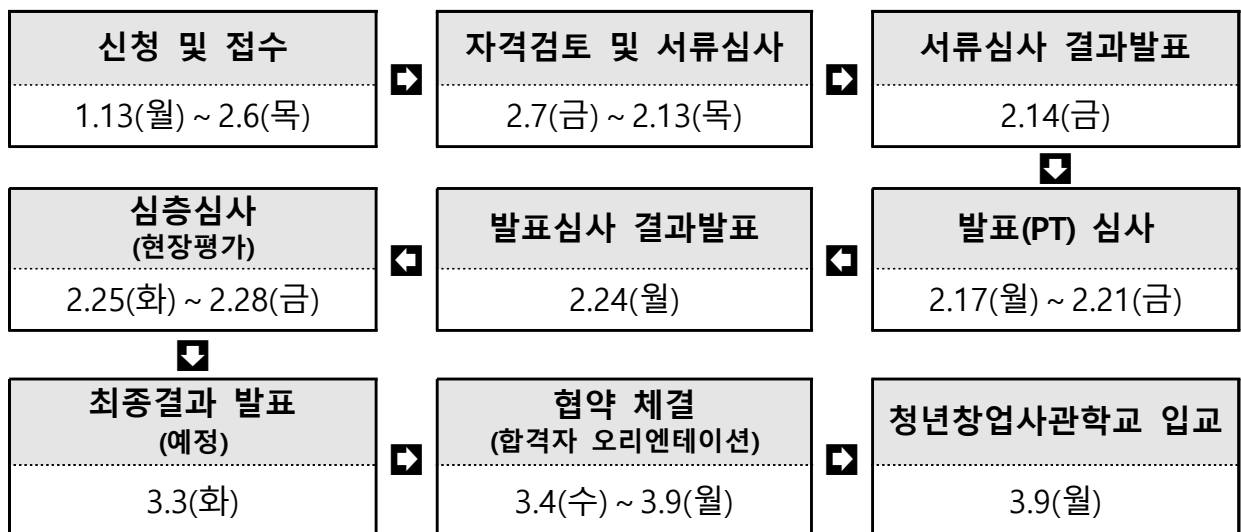 신청 및 접수
1.13(월) ~ 2.6(목)
자격검토 및 서류심사
2.7(금) ~ 2.13(목)
서류심사 결과발표
2.14(금)
발표(PT) 심사
2.17(월) ~ 2.21(금)
발표심사 결과발표
2.24(월)
심층심사
(현장평가)
2.25(화) ~ 2.28(금)
최종결과 발표
(예정)
3.3(화)
협약 체결
(합격자 오리엔테이션)
3.4(수) ~ 3.9(월)
청년창업사관학교 입교
3.9(월)